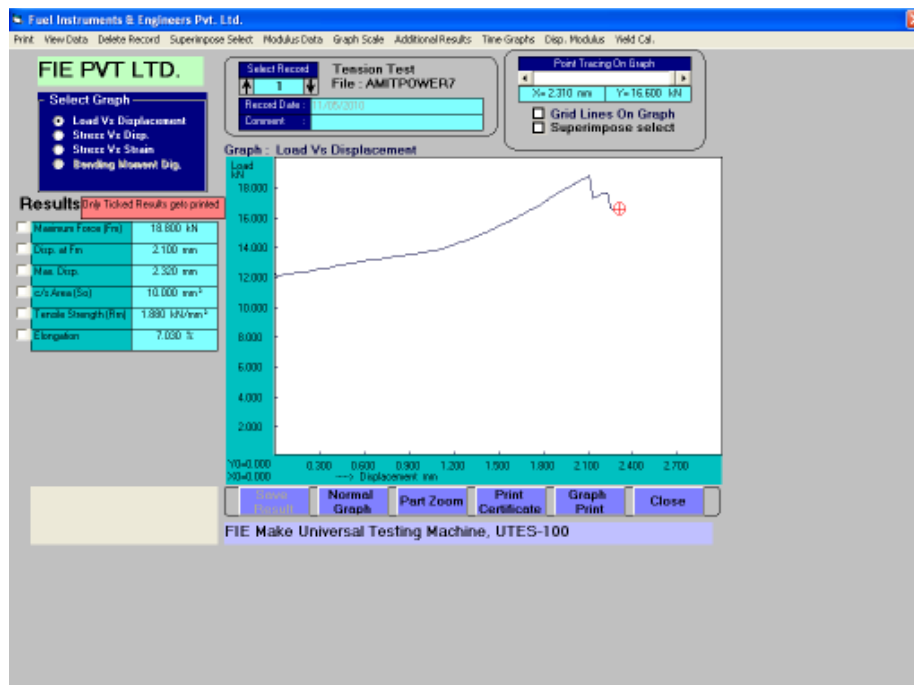 Fuel Instruments & Engineers Pvt. Ltd.
Print View Data Delete Record Superimpose Select Modulus Data Graph Scale Additional Results Time Graphs Disp. Modulus Yield Cal.
FIE PVT LTD.
Select Graph
Load Vs Displacement
Stress Vs Disp.
Stress Vs Strain
Bending Moment Dig.
Select Record
1
Tension Test
File : AMITPOWER7
Record Date : 11/05/2010
Comment :
Point Tracing On Graph
X= 2.310 mm Y= 16.600 kN
Grid Lines On Graph
Superimpose select
Results Only Ticked Results gets printed
Maximum Force (Fm) 18.800 kN
Disp. at Fm 2.100 mm
Max. Disp. 2.320 mm
c/s Area (So) 10.000 mm²
Tensile Strength (Rm) 1.880 kN/mm²
Elongation 7.030 %
Graph : Load Vs Displacement
Load
kN
18.000
16.000
14.000
12.000
10.000
8.000
6.000
4.000
2.000
Y0=0.000 0.300 0.600 0.900 1.200 1.500 1.800 2.100 2.400 2.700
X0=0.000 ---> Displacement mm
Save Result
Normal Graph
Part Zoom
Print Certificate
Graph Print
Close
FIE Make Universal Testing Machine, UTES-100